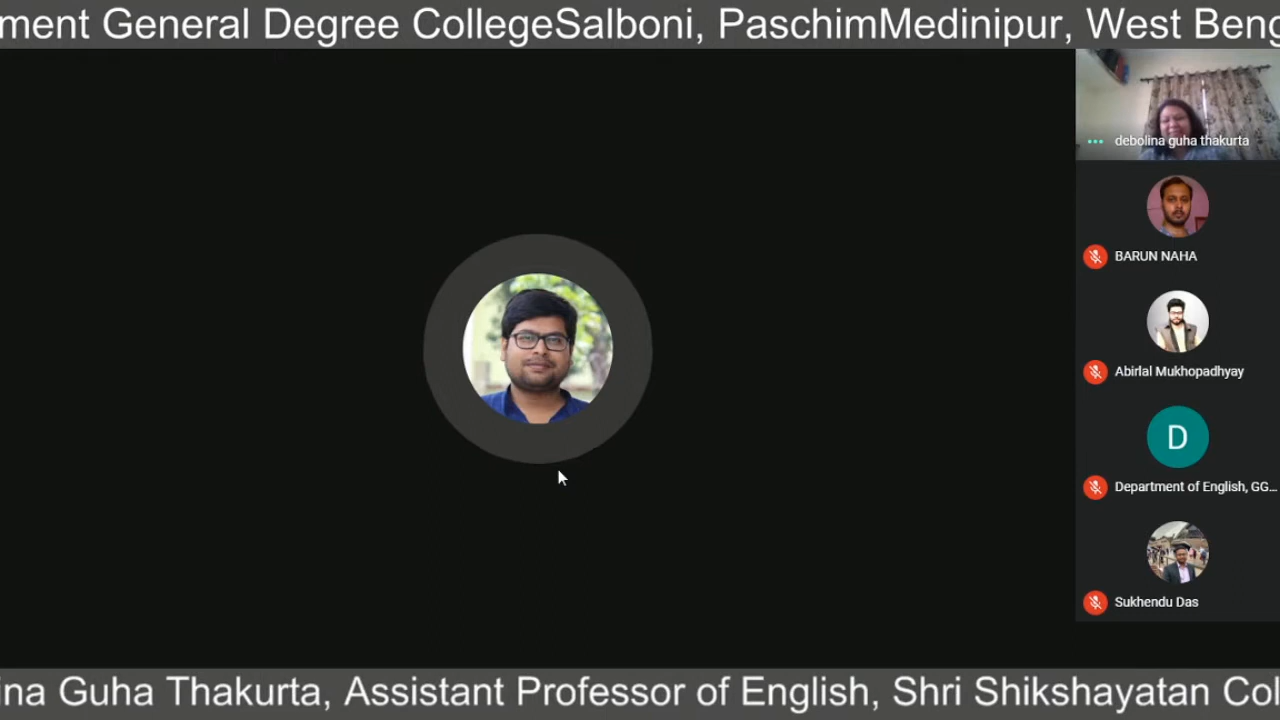 ment General Degree CollegeSalboni, PaschimMedinipur, West Beng
debolina guha thakurta
BARUN NAHA
Abirlal Mukhopadhyay
D
Department of English, GG...
Sukhendu Das
ina Guha Thakurta, Assistant Professor of English, Shri Shikshayatan Col